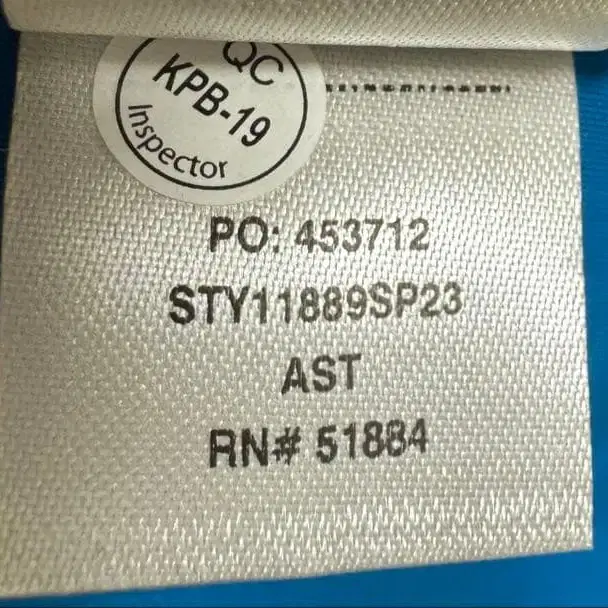 QC
KPB-19
Inspector
PO: 453712
STY11889SP23
AST
RN# 51884